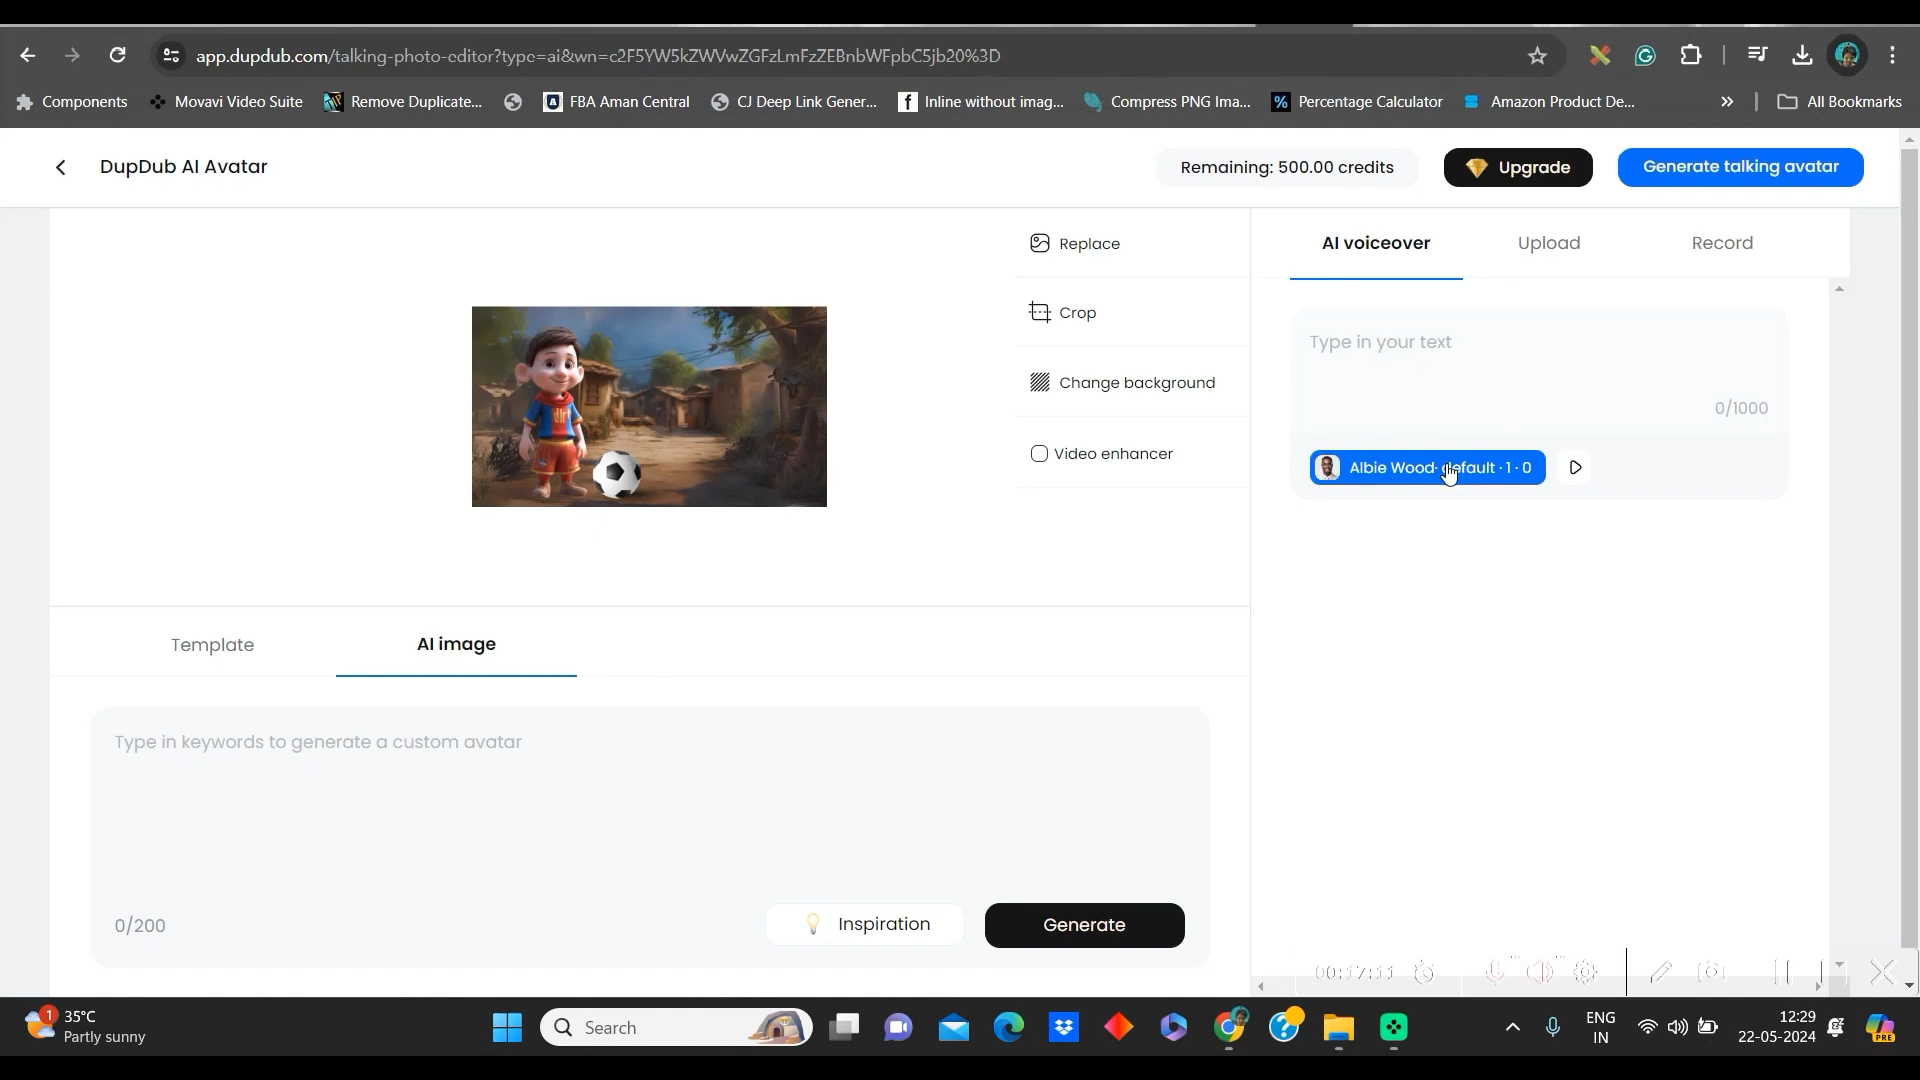 app.dupdub.com/talking-photo-editor?type=ai&wn=c2F5YW5kZWVwZGFzLmFzZEBnbWFpbC5jb20%3D
Components
Movavi Video Suite
Remove Duplicate...
FBA Aman Central
CJ Deep Link Gener...
Inline without imag...
Compress PNG Ima...
Percentage Calculator
Amazon Product De...
All Bookmarks
DupDub AI Avatar
Remaining: 500.00 credits
Upgrade
Generate talking avatar
Replace
Crop
Change background
Video enhancer
AI voiceover
Upload
Record
Type in your text
0/1000
Albie Wood· default · 1 · 0
Template
AI image
Type in keywords to generate a custom avatar
0/200
Inspiration
Generate
1
35°C
Partly sunny
Search
ENG
IN
12:29
22-05-2024
PRE